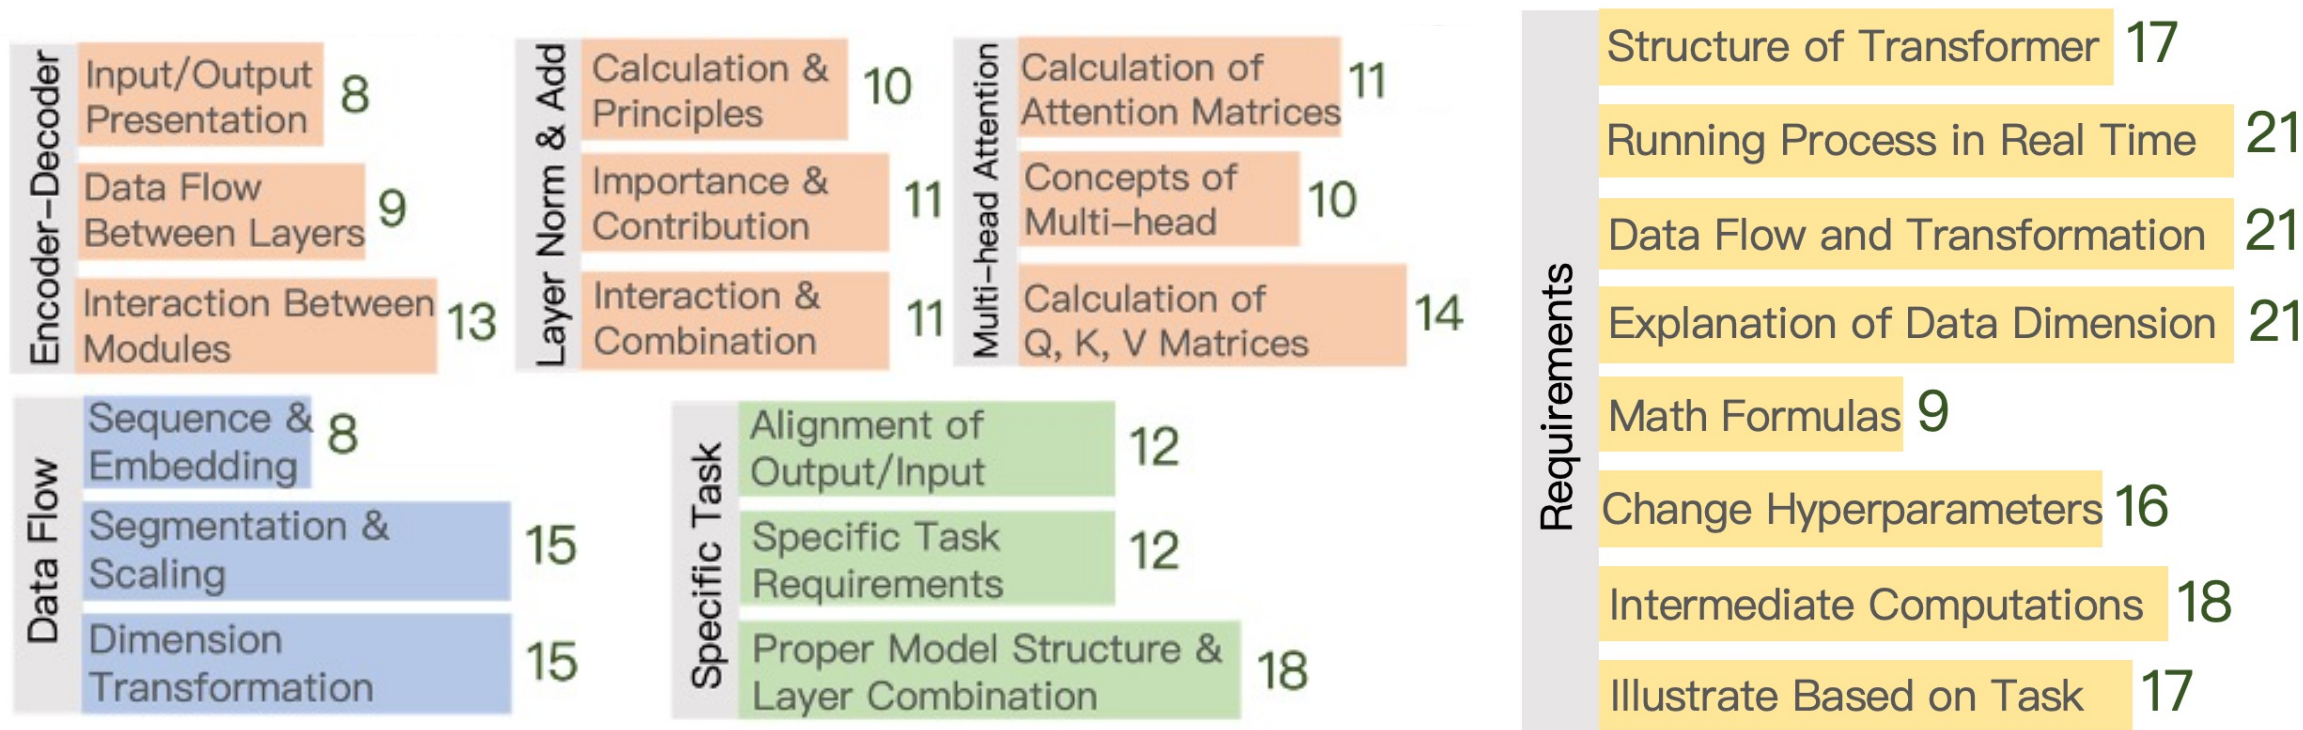 Encoder-Decoder
Input/Output
Presentation
8
Data Flow
Between Layers
9
Interaction Between
Modules
13
Layer Norm & Add
Calculation &
Principles
10
Importance &
Contribution
11
Interaction &
Combination
11
Multi-head Attention
Calculation of
Attention Matrices
11
Concepts of
Multi-head
10
Calculation of
Q, K, V Matrices
14
Data Flow
Sequence &
Embedding
8
Segmentation &
Scaling
15
Dimension
Transformation
15
Specific Task
Alignment of
Output/Input
12
Specific Task
Requirements
12
Proper Model Structure &
Layer Combination
18
Requirements
Structure of Transformer 17
Running Process in Real Time 21
Data Flow and Transformation 21
Explanation of Data Dimension 21
Math Formulas 9
Change Hyperparameters 16
Intermediate Computations 18
Illustrate Based on Task 17